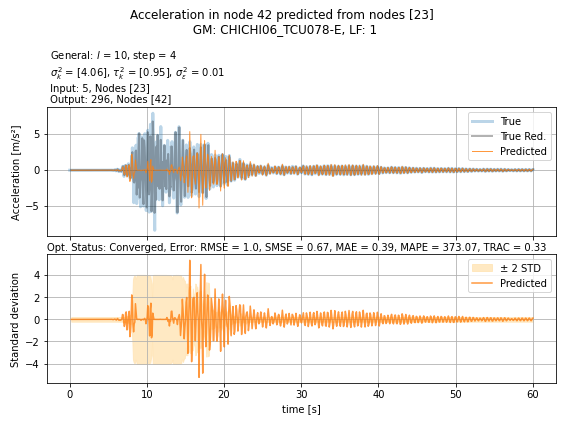 Acceleration in node 42 predicted from nodes [23]
GM: CHICHI06_TCU078-E, LF: 1
General: l = 10, step = 4
σ²ₖ = [4.06], τ²ₖ = [0.95], σ²ε = 0.01
Input: 5, Nodes [23]
Output: 296, Nodes [42]
Acceleration [m/s²]
5
0
−5
True
True Red.
Predicted
Opt. Status: Converged, Error: RMSE = 1.0, SMSE = 0.67, MAE = 0.39, MAPE = 373.07, TRAC = 0.33
Standard deviation
4
2
0
−2
−4
± 2 STD
Predicted
0 10 20 30 40 50 60
time [s]